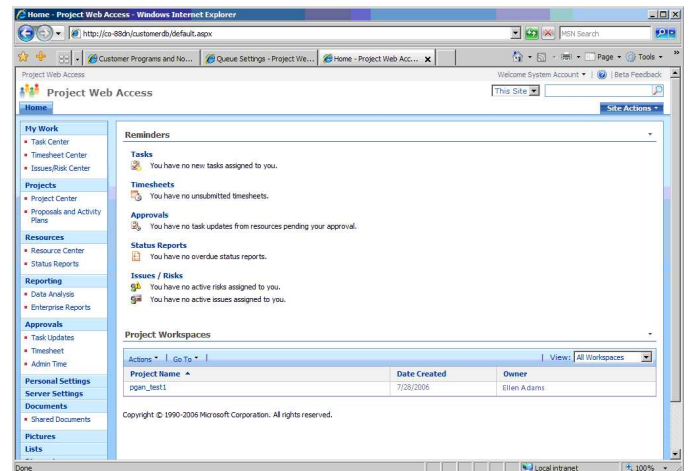 Home - Project Web Access - Windows Internet Explorer
http://co-88dn/customerdb/default.aspx
MSN Search
Customer Programs and No...
Queue Settings - Project We...
Home - Project Web Acc...
Page
Tools
Project Web Access
Welcome System Account
Beta Feedback
Project Web Access
This Site
Home
Site Actions
My Work
Task Center
Timesheet Center
Issues/Risk Center
Projects
Project Center
Proposals and Activity
Plans
Resources
Resource Center
Status Reports
Reporting
Data Analysis
Enterprise Reports
Approvals
Task Updates
Timesheet
Admin Time
Personal Settings
Server Settings
Documents
Shared Documents
Pictures
Lists
Reminders
Tasks
You have no new tasks assigned to you.
Timesheets
You have no unsubmitted timesheets.
Approvals
You have no task updates from resources pending your approval.
Status Reports
You have no overdue status reports.
Issues / Risks
You have no active risks assigned to you.
You have no active issues assigned to you.
Project Workspaces
Actions Go To View: All Workspaces
Project Name Date Created Owner
pgan_test1 7/28/2006 Ellen Adams
Copyright © 1990-2006 Microsoft Corporation. All rights reserved.
Done
Local intranet
100%